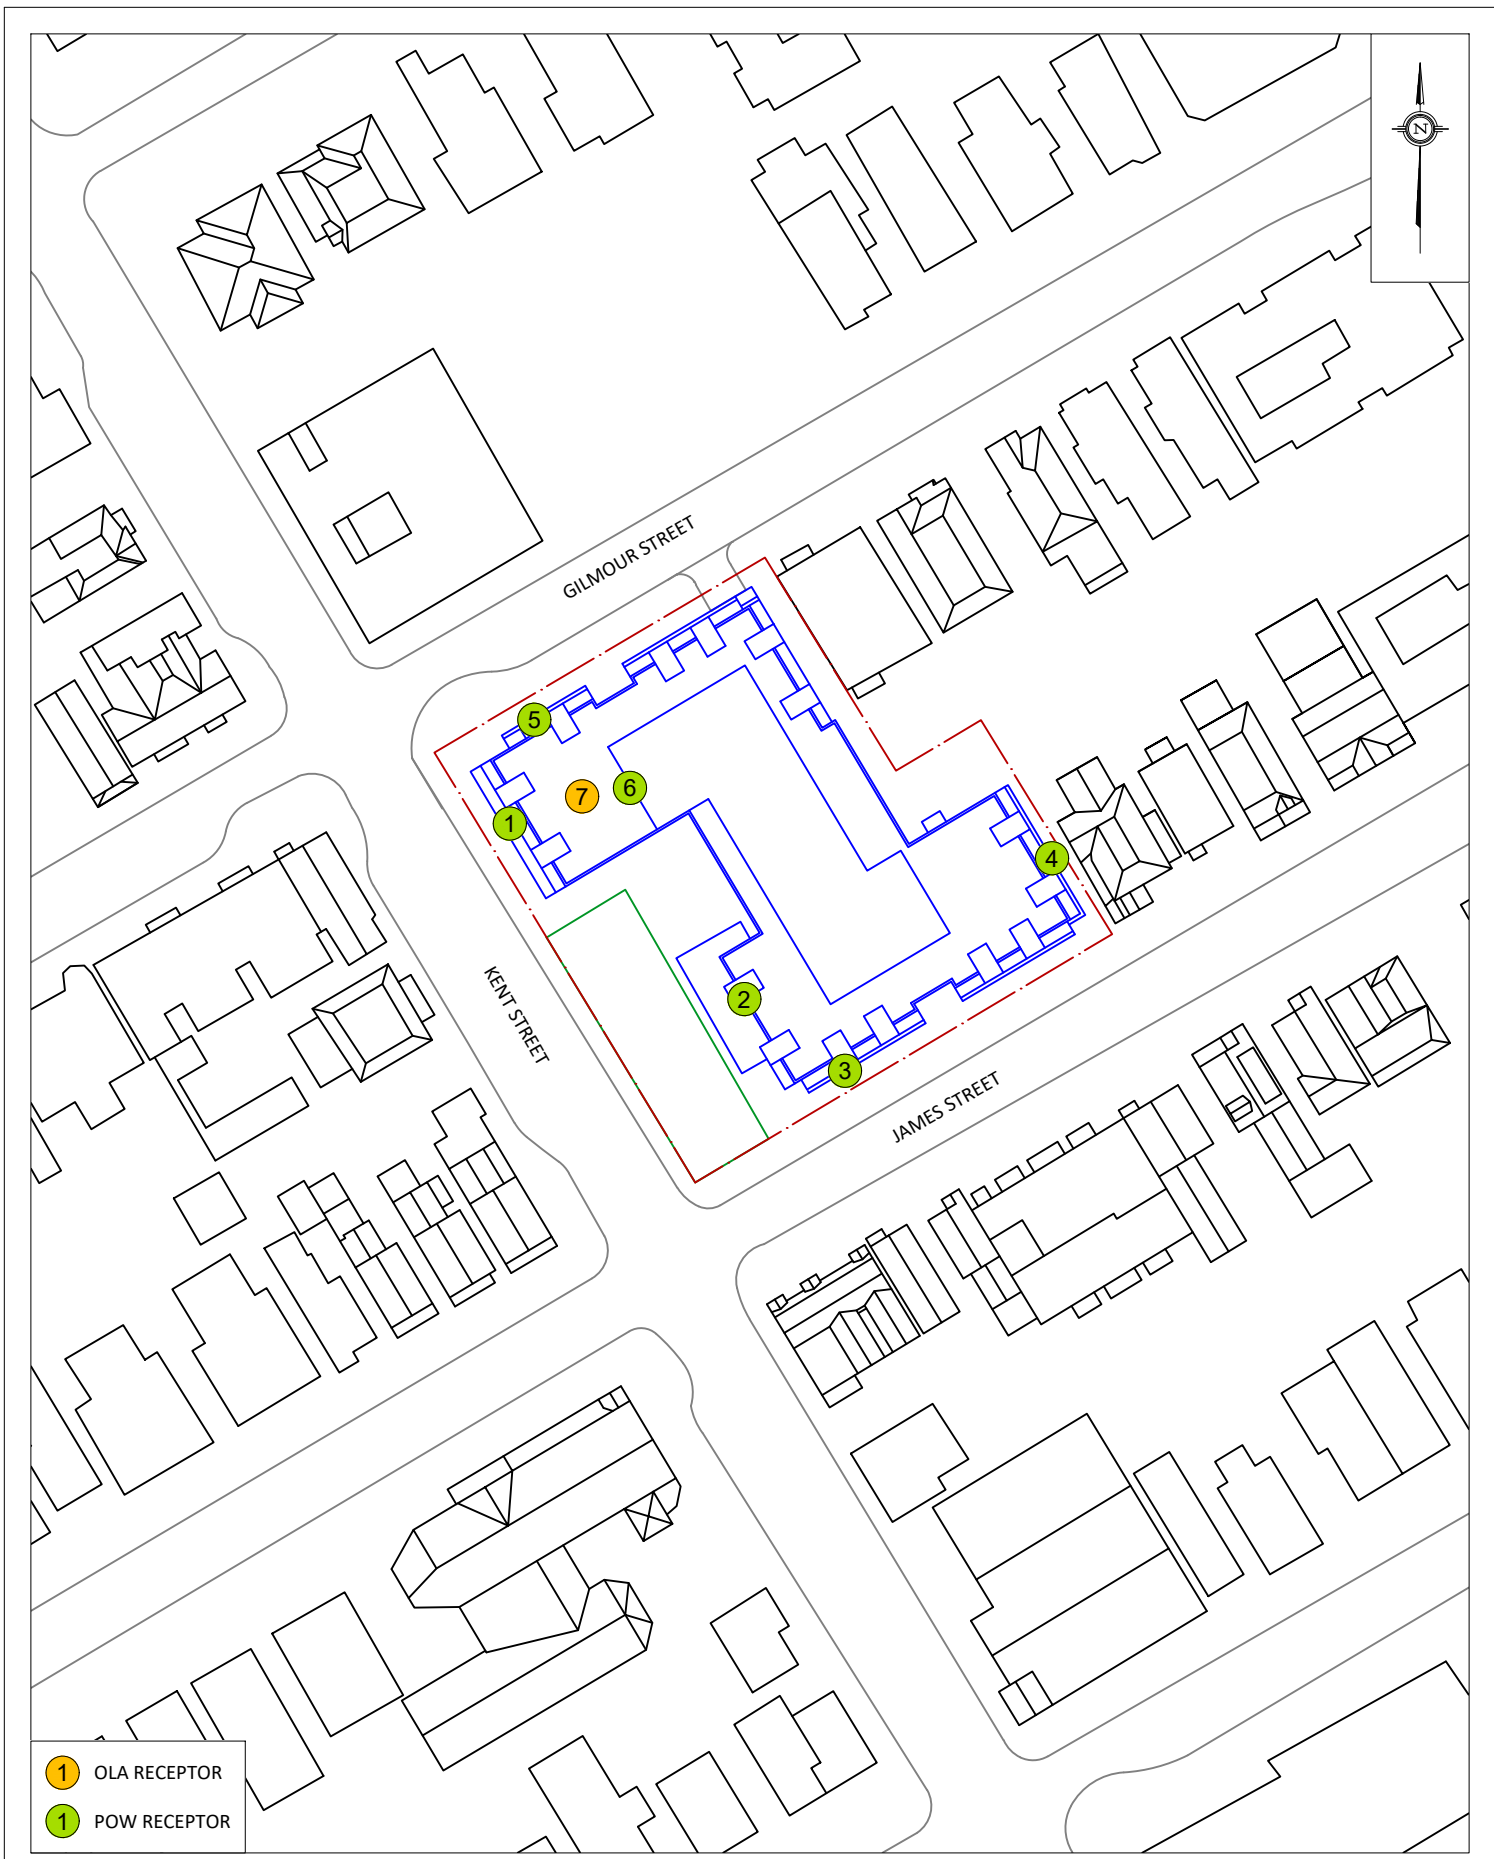 N
GILMOUR STREET
5
7
6
1
4
KENT STREET
2
3
JAMES STREET
1 OLA RECEPTOR
1 POW RECEPTOR